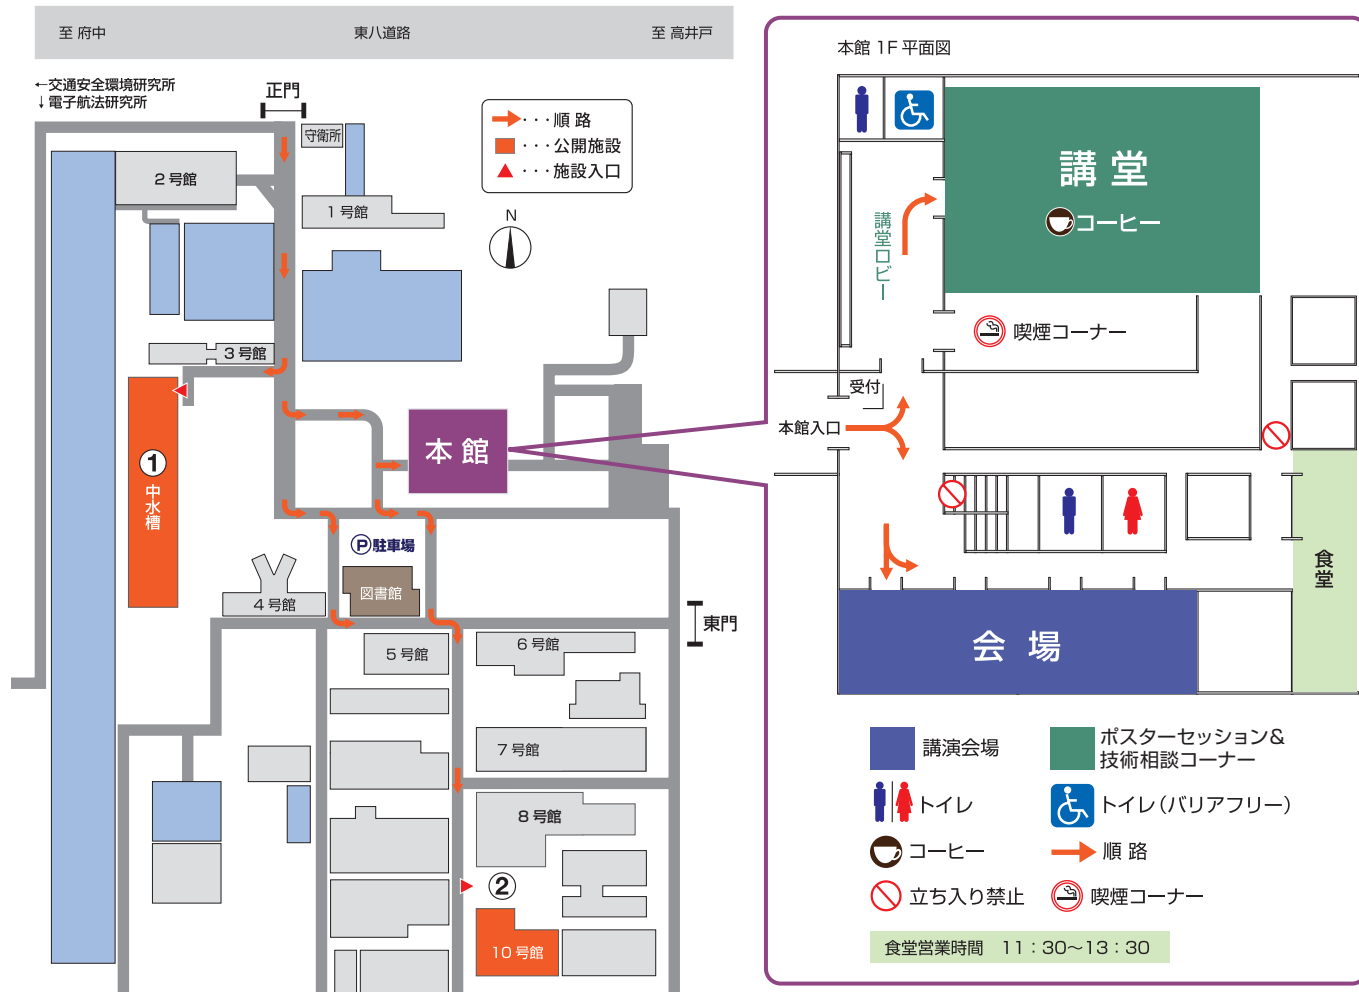 至 府中
東八道路
至 高井戸
←交通安全環境研究所
↓電子航法研究所
正門
守衛所
・・・順 路
・・・公開施設
・・・施設入口
N
2 号館
1 号館
3 号館
① 中水槽
本 館
Ⓟ駐車場
図書館
4 号館
東門
5 号館
6 号館
7 号館
8 号館
②
10 号館
本館 1F 平面図
講 堂
コーヒー
講堂ロビー
喫煙コーナー
受付
本館入口
食堂
会 場
講演会場
ポスターセッション&
技術相談コーナー
トイレ
トイレ(バリアフリー)
コーヒー
順 路
立ち入り禁止
喫煙コーナー
食堂営業時間 11：30〜13：30